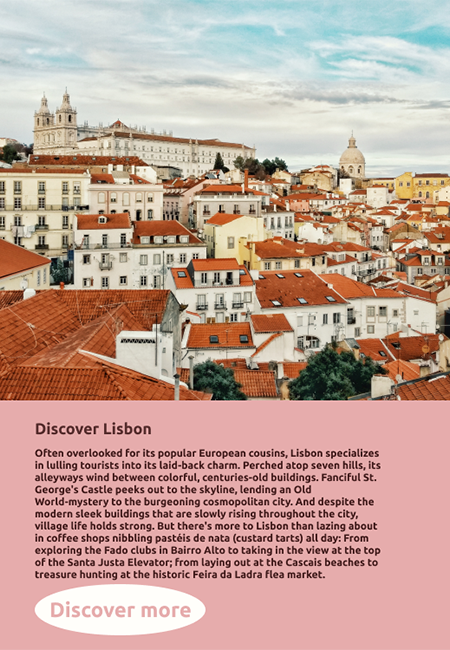 Discover Lisbon
Often overlooked for its popular European cousins, Lisbon specializes
in lulling tourists into its laid-back charm. Perched atop seven hills, its
alleyways wind between colorful, centuries-old buildings. Fanciful St.
George's Castle peeks out to the skyline, lending an Old
World-mystery to the burgeoning cosmopolitan city. And despite the
modern sleek buildings that are slowly rising throughout the city,
village life holds strong. But there's more to Lisbon than lazing about
in coffee shops nibbling pastéis de nata (custard tarts) all day: From
exploring the Fado clubs in Bairro Alto to taking in the view at the top
of the Santa Justa Elevator; from laying out at the Cascais beaches to
treasure hunting at the historic Feira da Ladra flea market.
Discover more